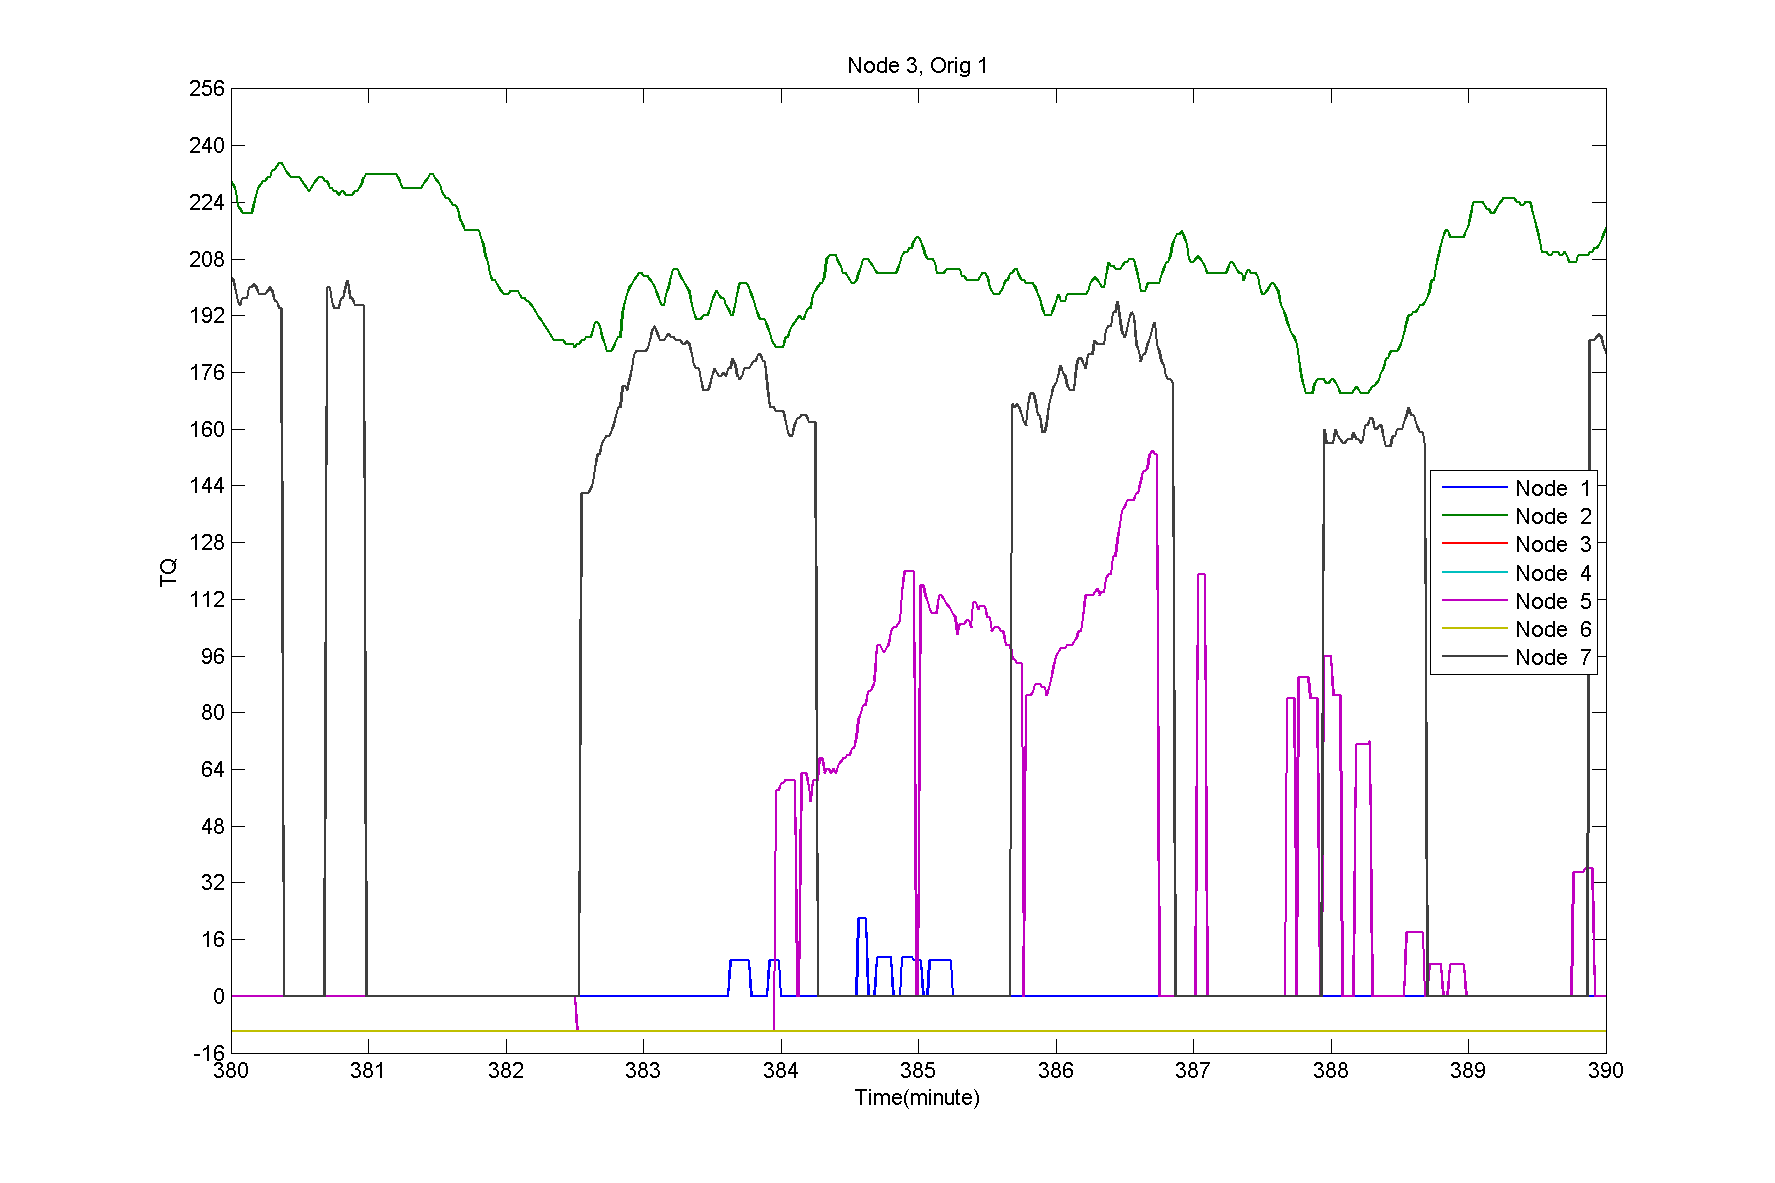 Node 3, Orig 1
256
240
224
208
192
176
160
144
128
112
96
80
64
48
32
16
0
-16
TQ
Node 1
Node 2
Node 3
Node 4
Node 5
Node 6
Node 7
380 381 382 383 384 385 386 387 388 389 390
Time(minute)